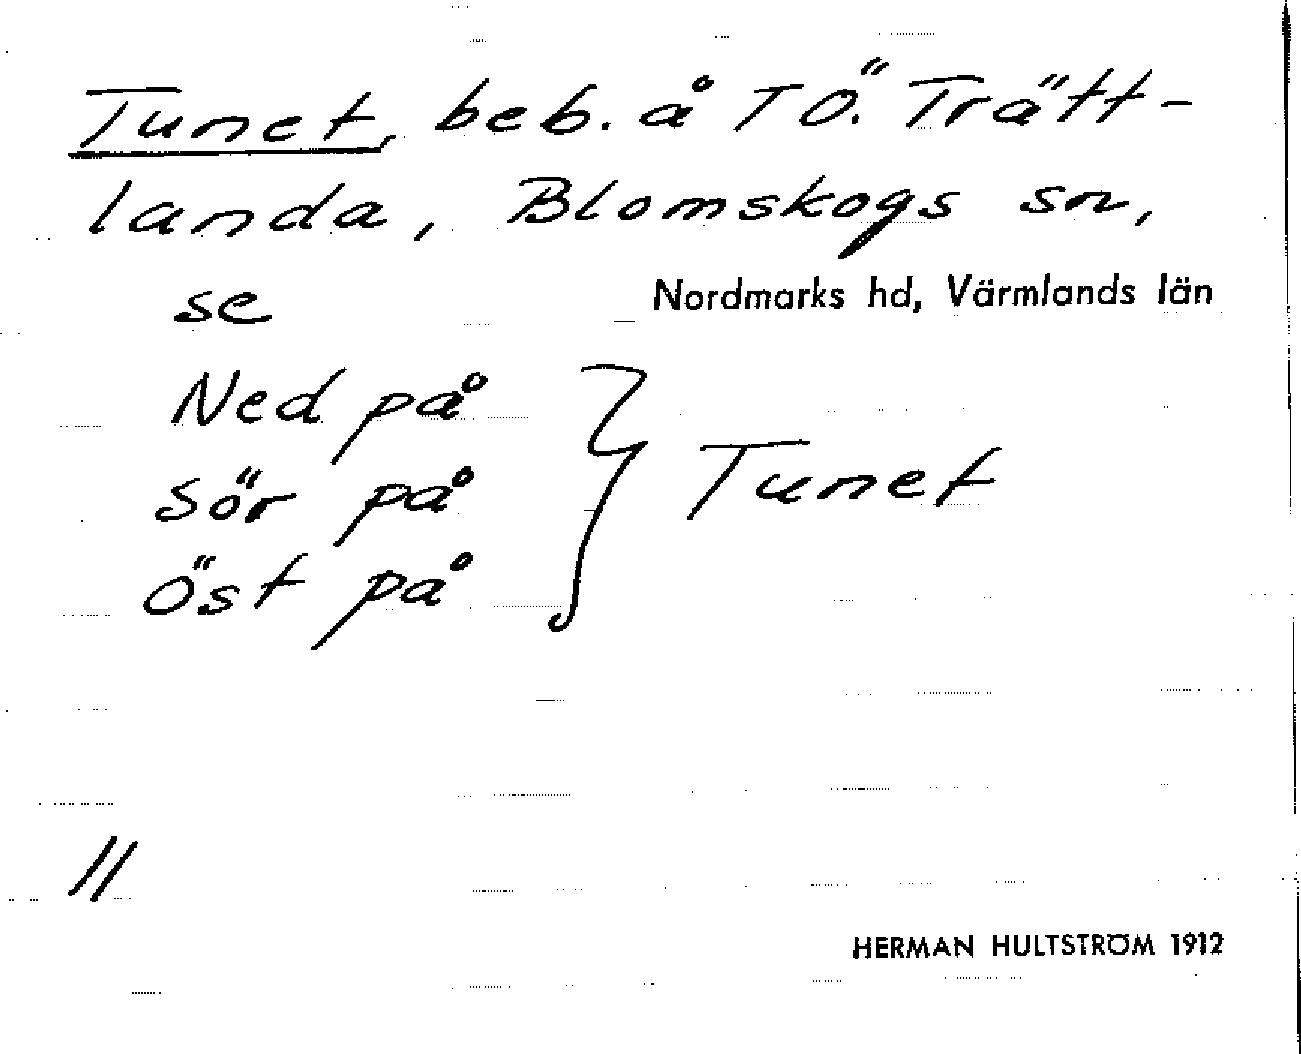 Tunet, beb. å TÖ. Trätt-
landa, Blomskogs sn,
se Nordmarks hd, Värmlands län
Ned på
Sör på } Tunet
Öst på
11
HERMAN HULTSTRÖM 1912